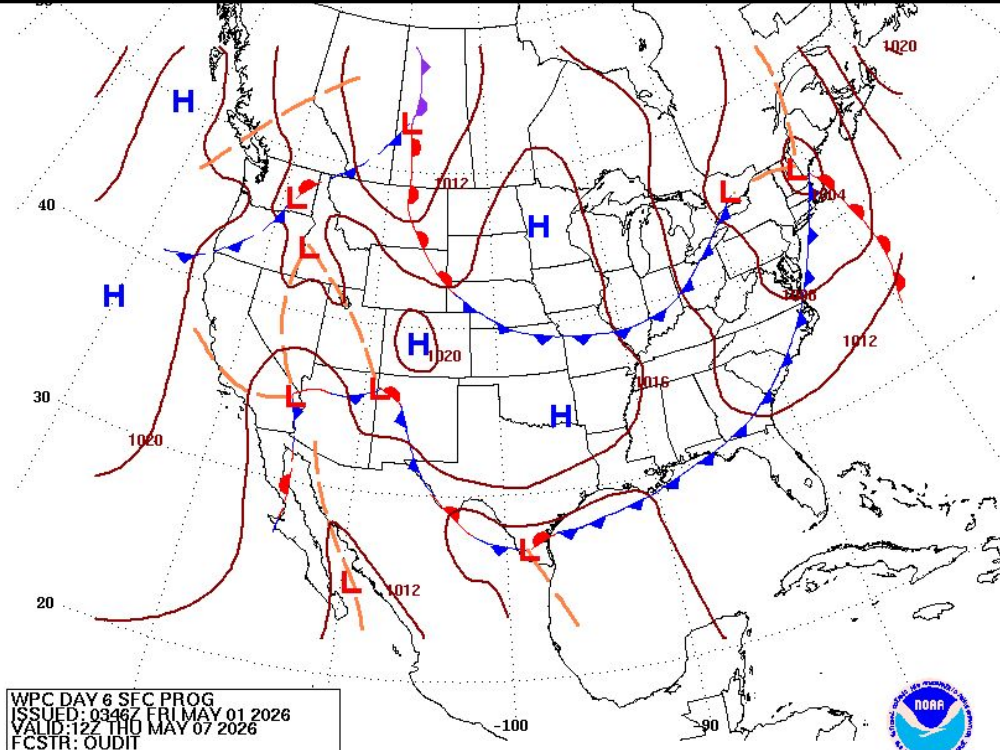 1020
H
L
1012
L
L
L
1004
40
H
L
H
1008
H
1020
1012
1016
30
L
L
H
1020
L
20
L
1012
WPC DAY 6 SFC PROG
ISSUED: 0346Z FRI MAY 01 2026
VALID:12Z THU MAY 07 2026
FCSTR: OUDIT
-100
-90
NOAA